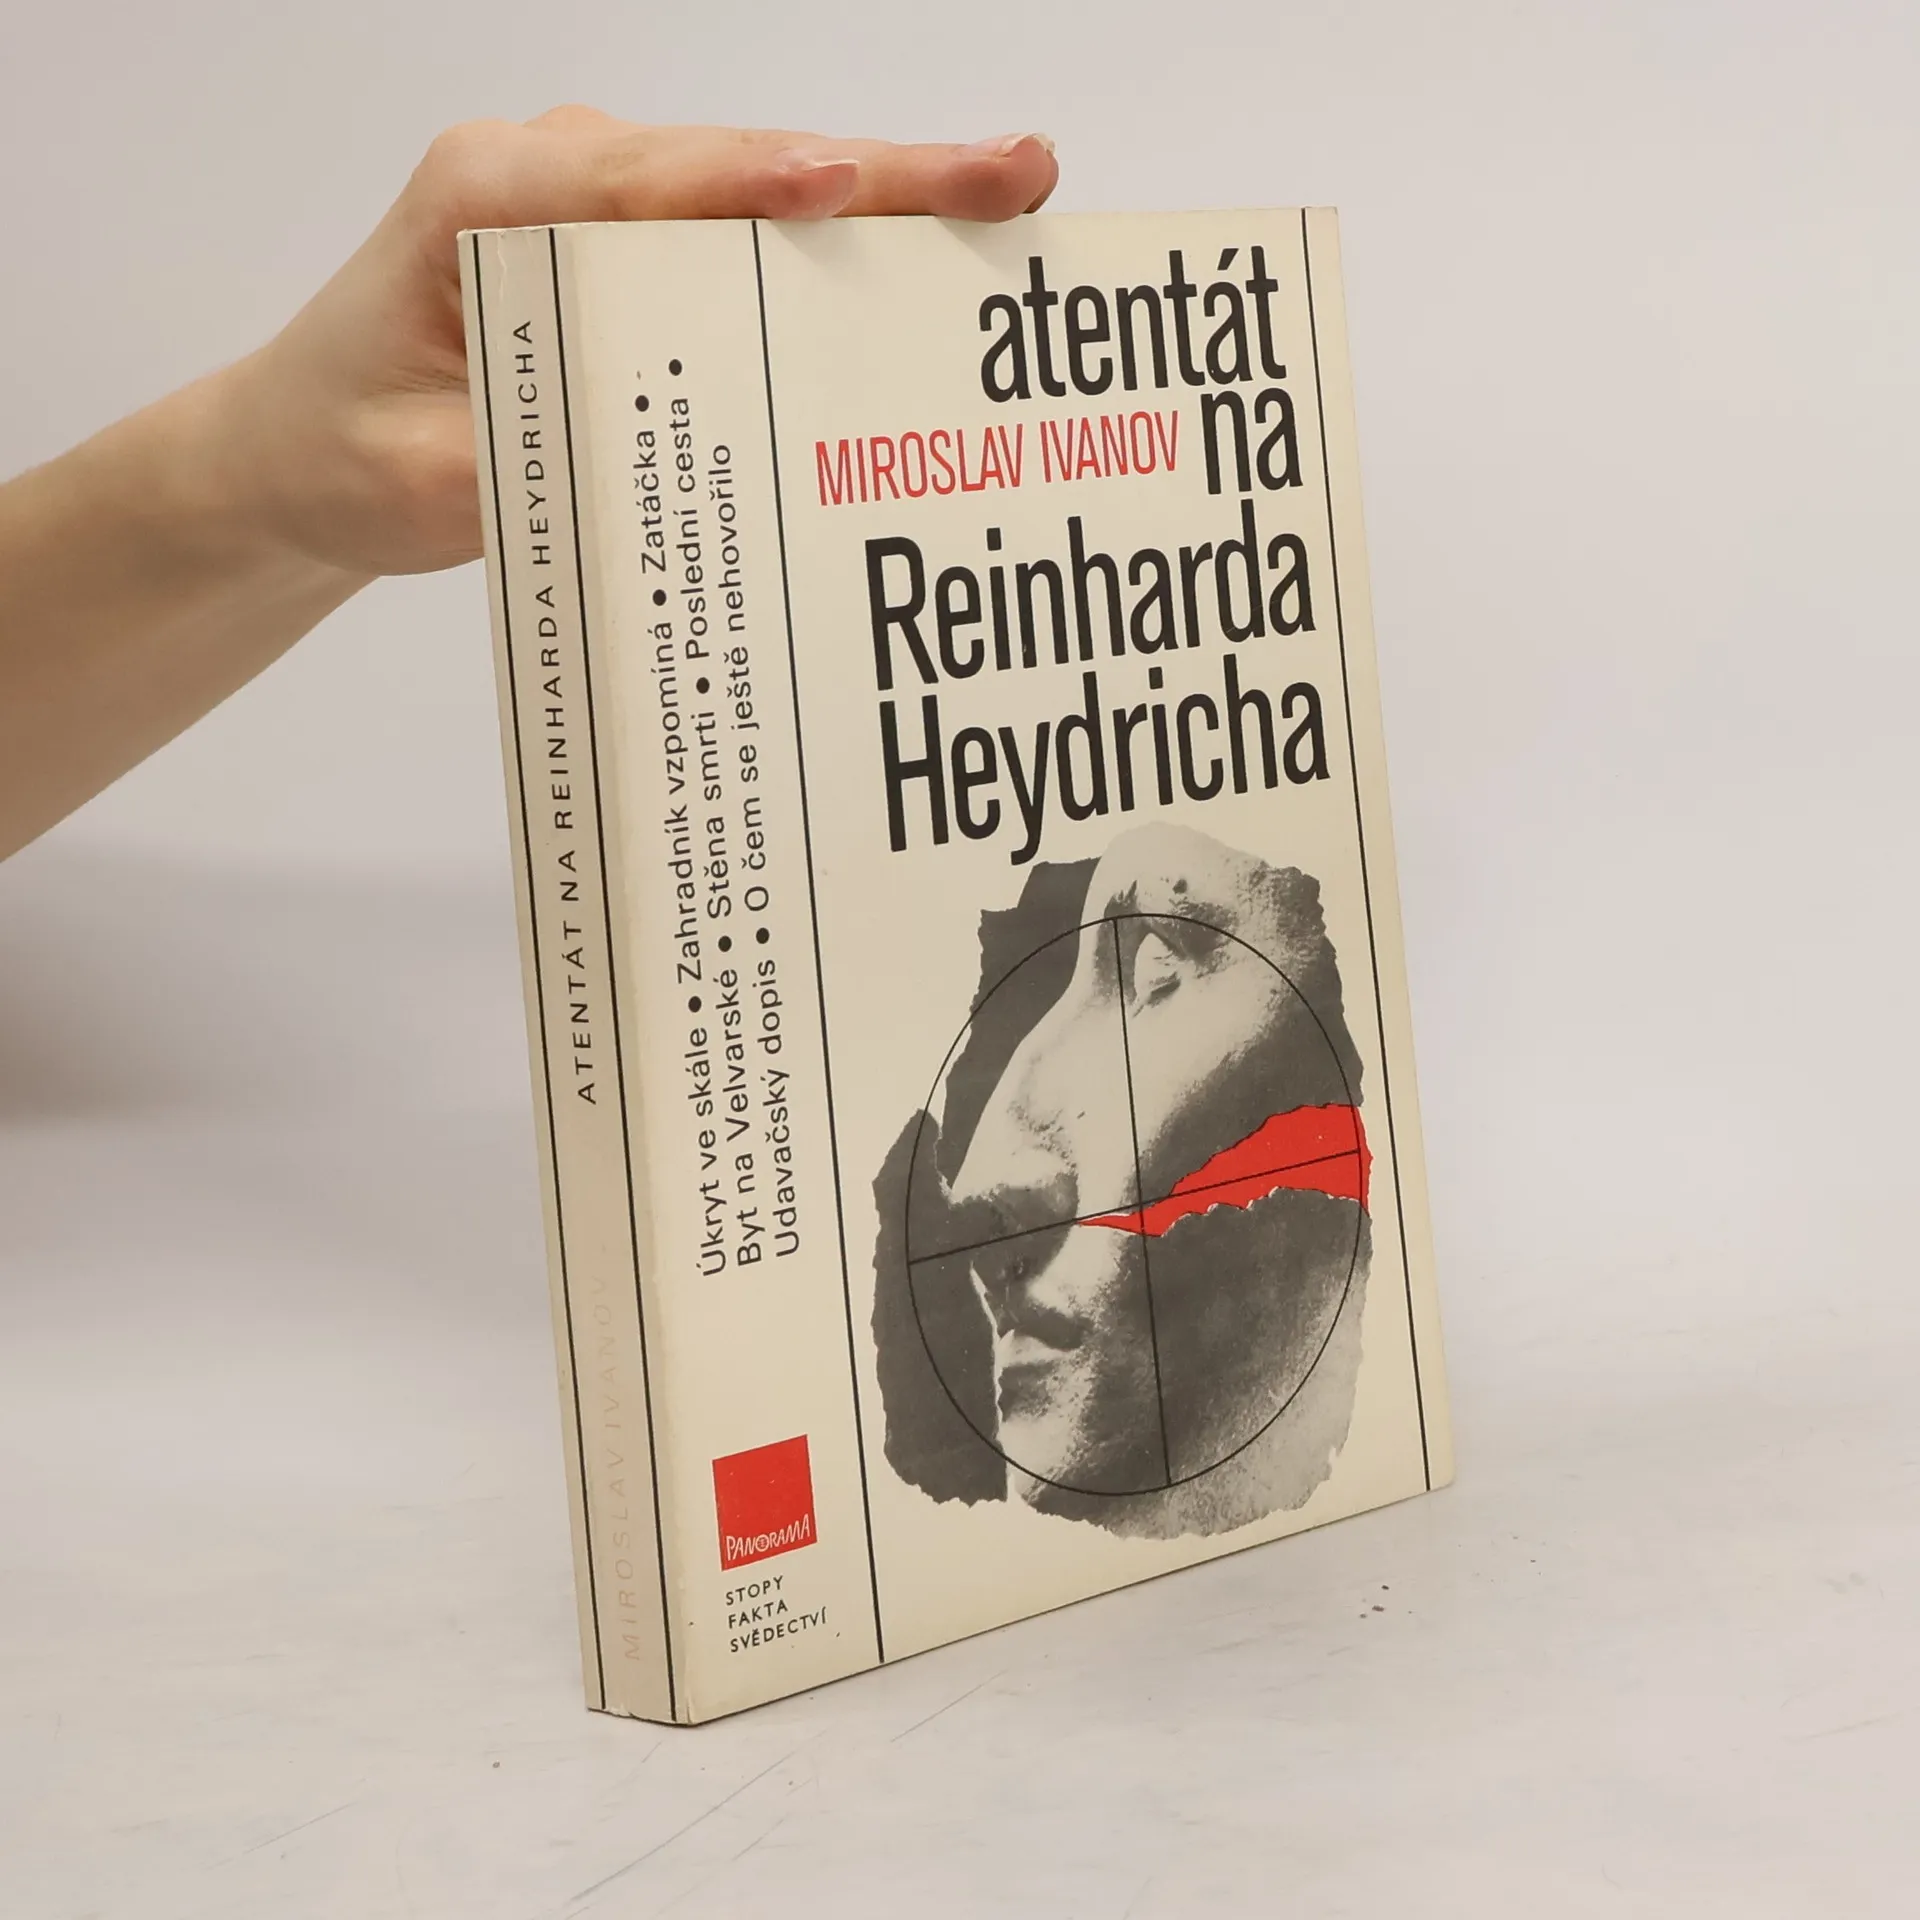 ATENTÁT NA REINHARDA HEYDRICHA
MIROSLAV IVANOV
Úkryt ve skále ● Zahradník vzpomíná ● Zatáčka ●
Byt na Velvarské ● Stěna smrti ● Poslední cesta ●
Udavačský dopis ● O čem se ještě nehovořilo
PANORAMA
STOPY
FAKTA
SVĚDECTVÍ
atentát
MIROSLAV IVANOV na
Reinharda
Heydricha